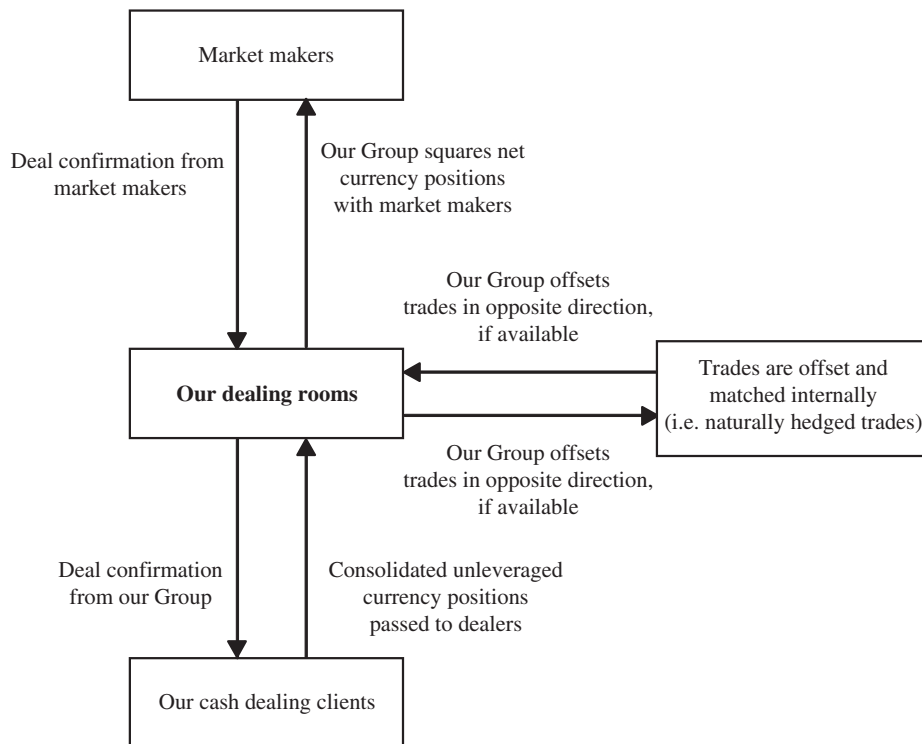 Market makers
Deal confirmation from
market makers
Our Group squares net
currency positions
with market makers
Our Group offsets
trades in opposite direction,
if available
Our dealing rooms
Trades are offset and
matched internally
(i.e. naturally hedged trades)
Our Group offsets
trades in opposite direction,
if available
Deal confirmation
from our Group
Consolidated unleveraged
currency positions
passed to dealers
Our cash dealing clients